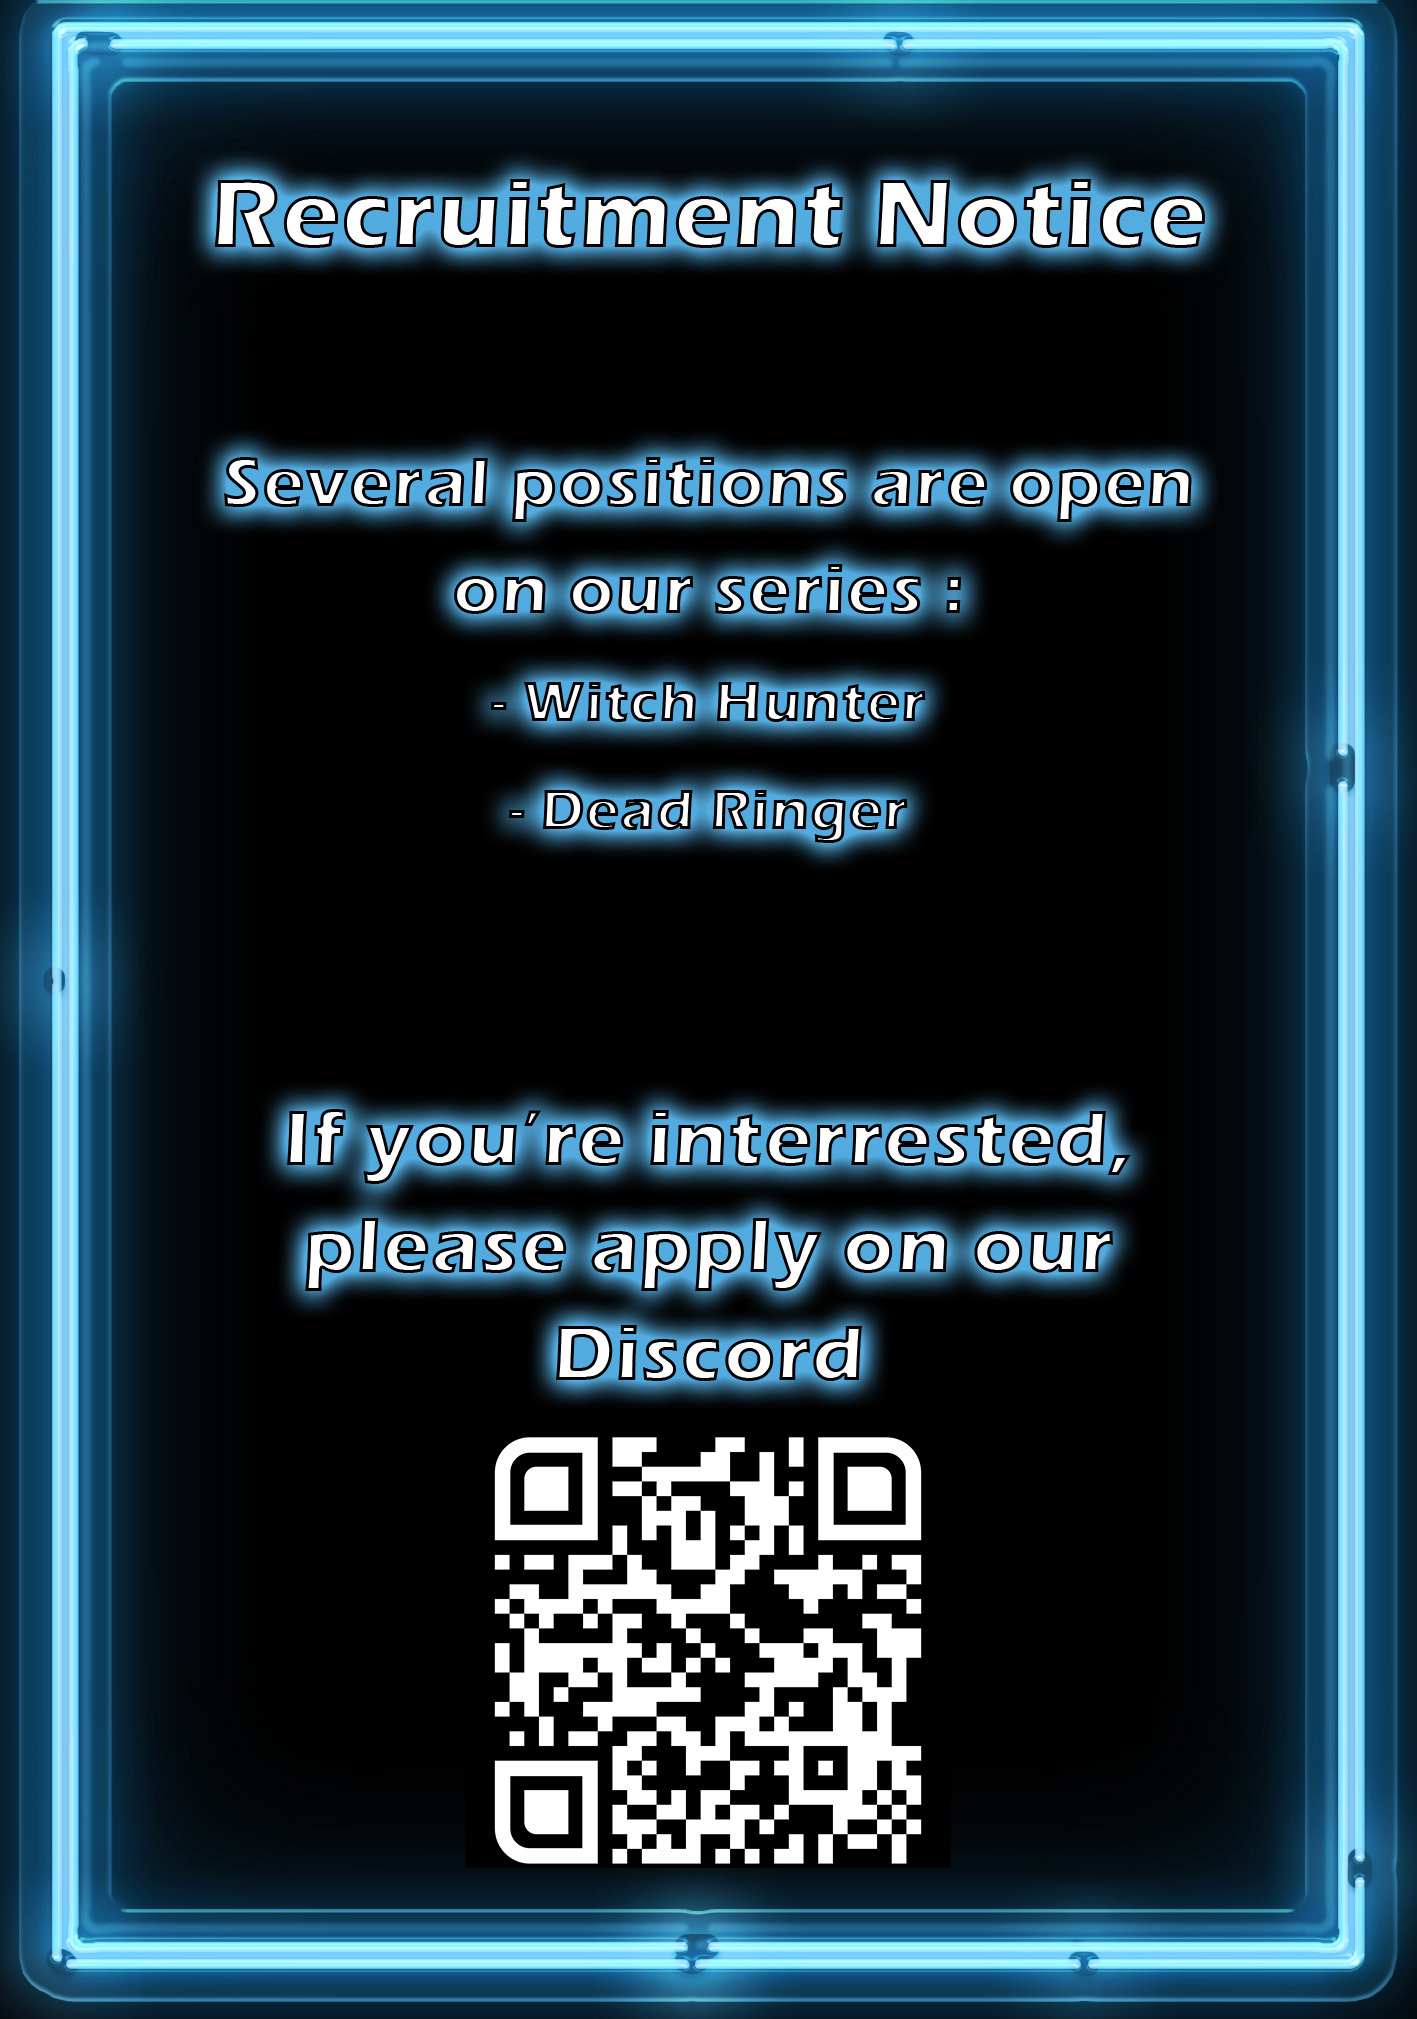 Recruitment Notice
Several positions are open
on our series :
- Witch Hunter
- Dead Ringer
If you're interrested,
please apply on our
Discord